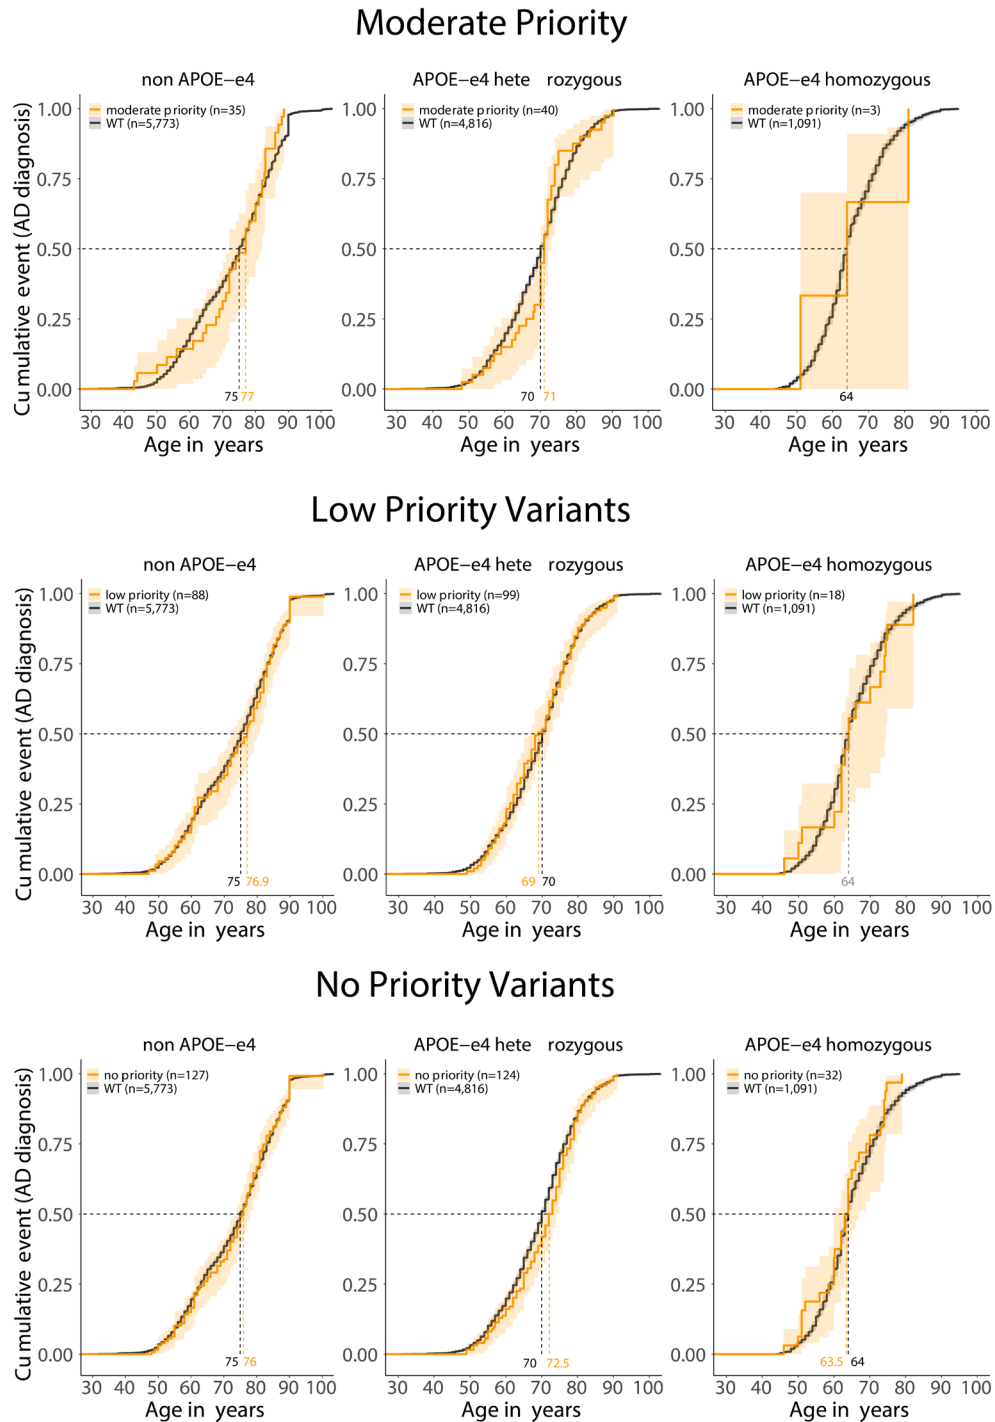 Moderate Priority
non APOE−e4
APOE−e4 hete rozygous
APOE−e4 homozygous
Cumulative event (AD diagnosis)
1.00
0.75
0.50
0.25
0.00
moderate priority (n=35)
WT (n=5,773)
75 77
30 40 50 60 70 80 90 100
Age in years
1.00
0.75
0.50
0.25
0.00
moderate priority (n=40)
WT (n=4,816)
70 71
30 40 50 60 70 80 90 100
Age in years
1.00
0.75
0.50
0.25
0.00
moderate priority (n=3)
WT (n=1,091)
64
30 40 50 60 70 80 90 100
Age in years
Low Priority Variants
non APOE−e4
APOE−e4 hete rozygous
APOE−e4 homozygous
Cumulative event (AD diagnosis)
1.00
0.75
0.50
0.25
0.00
low priority (n=88)
WT (n=5,773)
75 76.9
30 40 50 60 70 80 90 100
Age in years
1.00
0.75
0.50
0.25
0.00
low priority (n=99)
WT (n=4,816)
69 70
30 40 50 60 70 80 90 100
Age in years
1.00
0.75
0.50
0.25
0.00
low priority (n=18)
WT (n=1,091)
64
30 40 50 60 70 80 90 100
Age in years
No Priority Variants
non APOE−e4
APOE−e4 hete rozygous
APOE−e4 homozygous
Cumulative event (AD diagnosis)
1.00
0.75
0.50
0.25
0.00
no priority (n=127)
WT (n=5,773)
75 76
30 40 50 60 70 80 90 100
Age in years
1.00
0.75
0.50
0.25
0.00
no priority (n=124)
WT (n=4,816)
70 72.5
30 40 50 60 70 80 90 100
Age in years
1.00
0.75
0.50
0.25
0.00
no priority (n=32)
WT (n=1,091)
63.5 64
30 40 50 60 70 80 90 100
Age in years